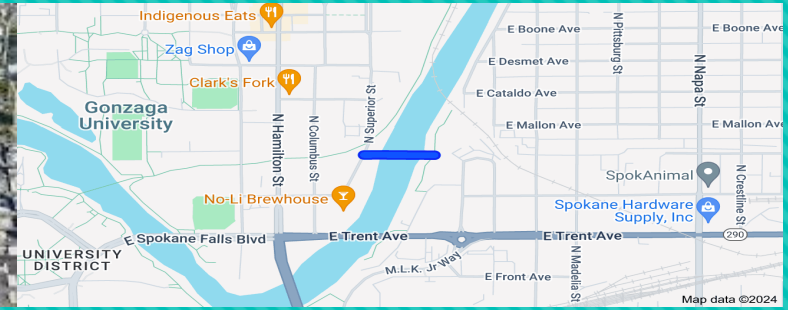 Indigenous Eats
E Boone Ave
E Boone Ave
N Pittsburg St
Zag Shop
E Desmet Ave
N Napa St
Clark's Fork
N Superior St
E Cataldo Ave
Gonzaga
University
N Hamilton St
N Columbus St
E Mallon Ave
E Mallon Ave
SpokAnimal
N Crestline St
No-Li Brewhouse
Spokane Hardware
Supply, Inc
E Spokane Falls Blvd
E Trent Ave
E Trent Ave
290
UNIVERSITY
DISTRICT
M.L.K. Jr Way
E Front Ave
N Madelia St
Map data ©2024